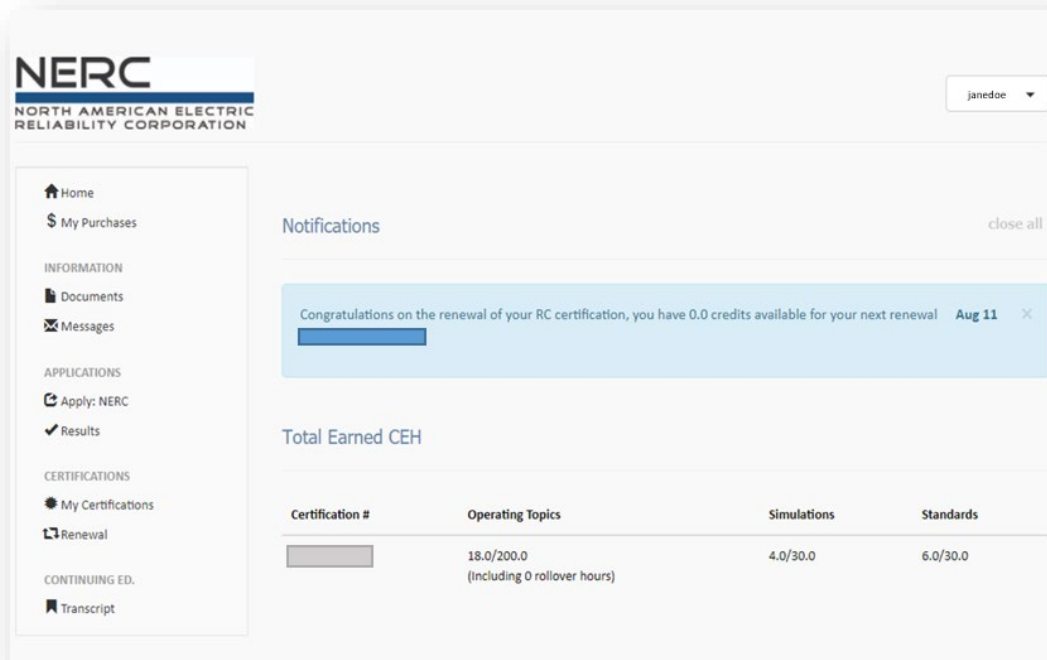 NERC
NORTH AMERICAN ELECTRIC
RELIABILITY CORPORATION
janedoe
Home
$ My Purchases
INFORMATION
Documents
Messages
APPLICATIONS
Apply: NERC
Results
CERTIFICATIONS
My Certifications
Renewal
CONTINUING ED.
Transcript
Notifications
close all
Congratulations on the renewal of your RC certification, you have 0.0 credits available for your next renewal Aug 11 ×
Total Earned CEH
Certification # Operating Topics Simulations Standards
18.0/200.0 4.0/30.0 6.0/30.0
(Including 0 rollover hours)